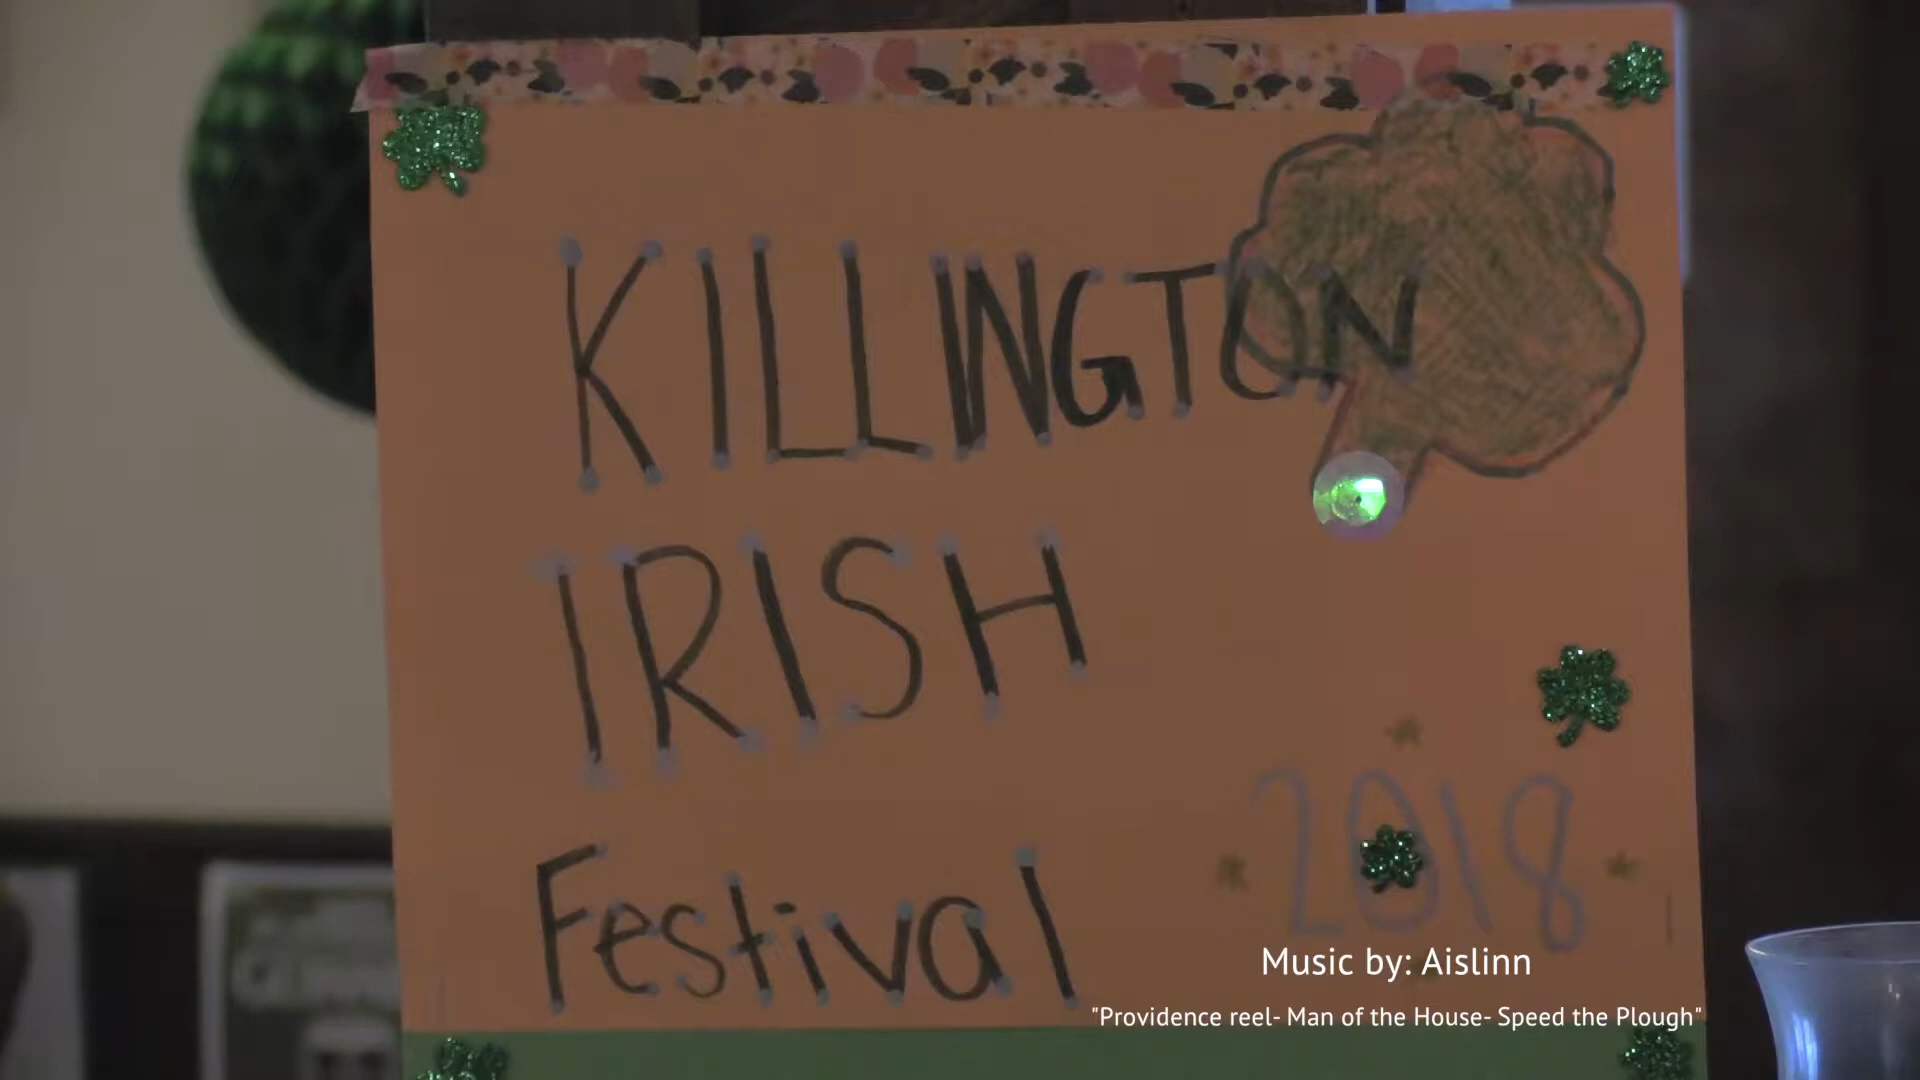 KILLINGTON
IRISH
Festival
2018
Music by: Aislinn
"Providence reel- Man of the House- Speed the Plough"